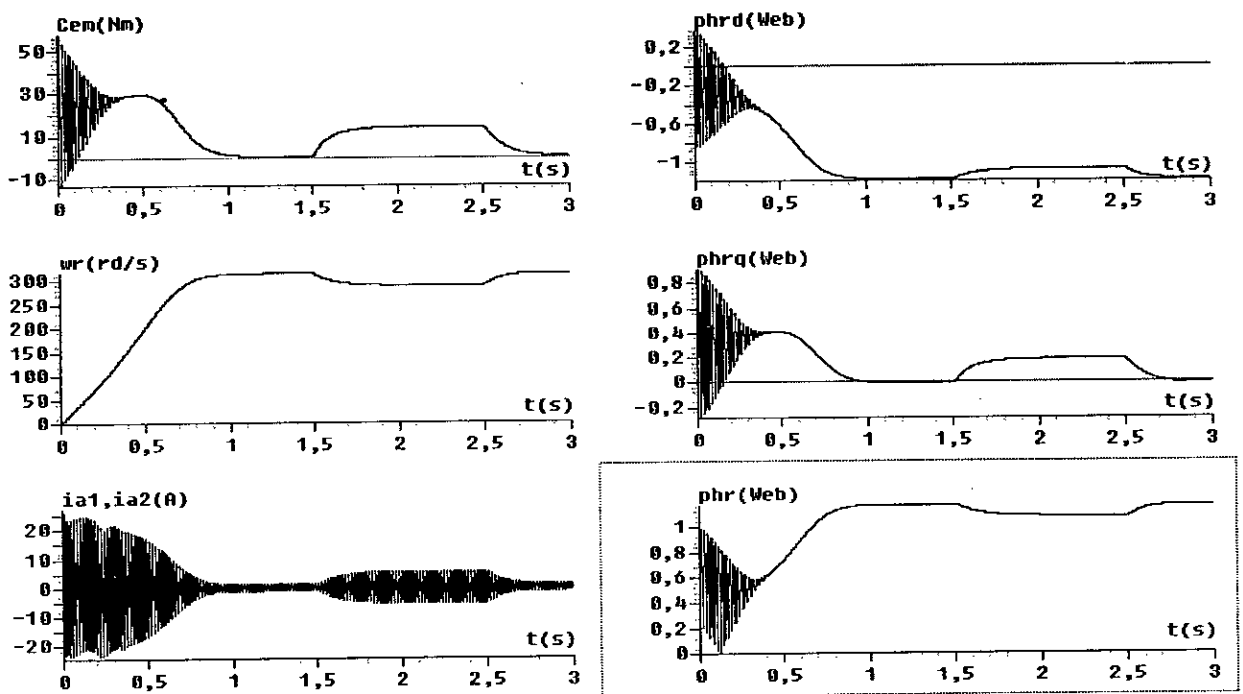 Cem(Nm)
50
30
10
-10
t(s)
0 0,5 1 1,5 2 2,5 3
phrd(Web)
0,2
-0,2
-0,6
-1
t(s)
0 0,5 1 1,5 2 2,5 3
wr(rd/s)
300
250
200
150
100
50
0
t(s)
0 0,5 1 1,5 2 2,5 3
phrq(Web)
0,8
0,6
0,4
0,2
0
-0,2
t(s)
0 0,5 1 1,5 2 2,5 3
ia1,ia2(A)
20
10
0
-10
-20
t(s)
0 0,5 1 1,5 2 2,5 3
phr(Web)
1
0,8
0,6
0,4
0,2
0
t(s)
0 0,5 1 1,5 2 2,5 3